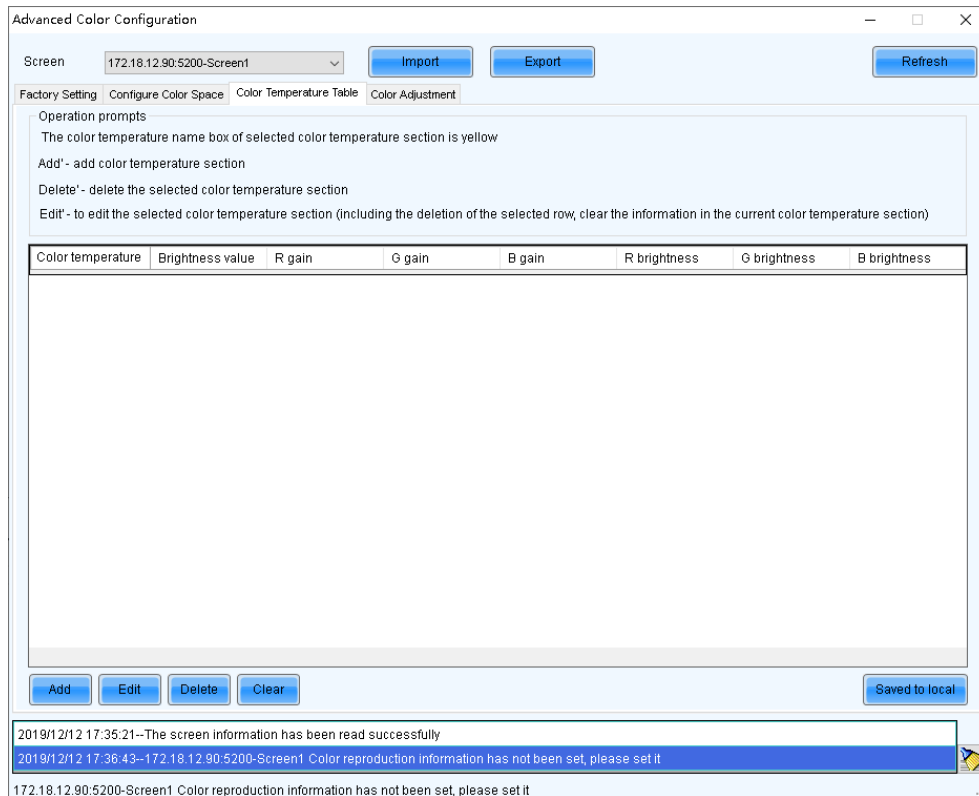 Advanced Color Configuration
Screen 172.18.12.90:5200-Screen1 Import Export Refresh
Factory Setting Configure Color Space Color Temperature Table Color Adjustment
Operation prompts
The color temperature name box of selected color temperature section is yellow
Add' - add color temperature section
Delete' - delete the selected color temperature section
Edit' - to edit the selected color temperature section (including the deletion of the selected row, clear the information in the current color temperature section)
Color temperature Brightness value R gain G gain B gain R brightness G brightness B brightness
Add Edit Delete Clear Saved to local
2019/12/12 17:35:21--The screen information has been read successfully
2019/12/12 17:36:43--172.18.12.90:5200-Screen1 Color reproduction information has not been set, please set it
172.18.12.90:5200-Screen1 Color reproduction information has not been set, please set it